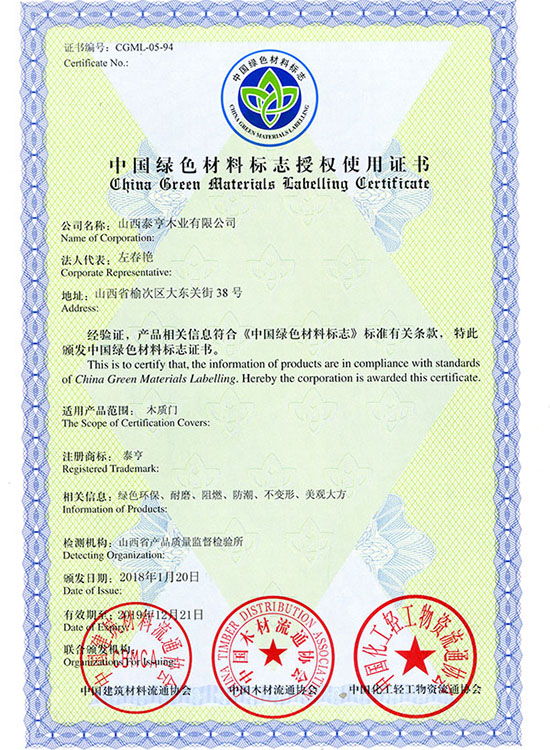 证书编号：CGML-05-94
Certificate No.:
中国绿色材料标志
CHINA GREEN MATERIALS LABELLING
中国绿色材料标志授权使用证书
China Green Materials Labelling Certificate
公司名称：山西泰亨木业有限公司
Name of Corporation:
法人代表：左春艳
Corporate Representative:
地址：山西省榆次区大东关街 38 号
Address:
经验证，产品相关信息符合《中国绿色材料标志》标准有关条款，特此
颁发中国绿色材料标志证书。
This is to certify that, the information of products are in compliance with standards
of China Green Materials Labelling. Hereby the corporation is awarded this certificate.
适用产品范围： 木质门
The Scope of Certification Covers:
注册商标： 泰亨
Registered Trademark:
相关信息：绿色环保、耐磨、阻燃、防潮、不变形、美观大方
Information of Products:
检测机构：山西省产品质量监督检验所
Detecting Organization:
颁发日期：2018年1月20日
Date of Issue:
有效期至：2019年12月21日
Date of Expiry:
联合颁发机构：
Organizations For Issuing:
中国建筑材料流通协会
CBMCA
CHINA TIMBER DISTRIBUTION ASSOCIATION
中国木材流通协会
中国化工轻工物资流通协会
中国建筑材料流通协会 中国木材流通协会 中国化工轻工物资流通协会